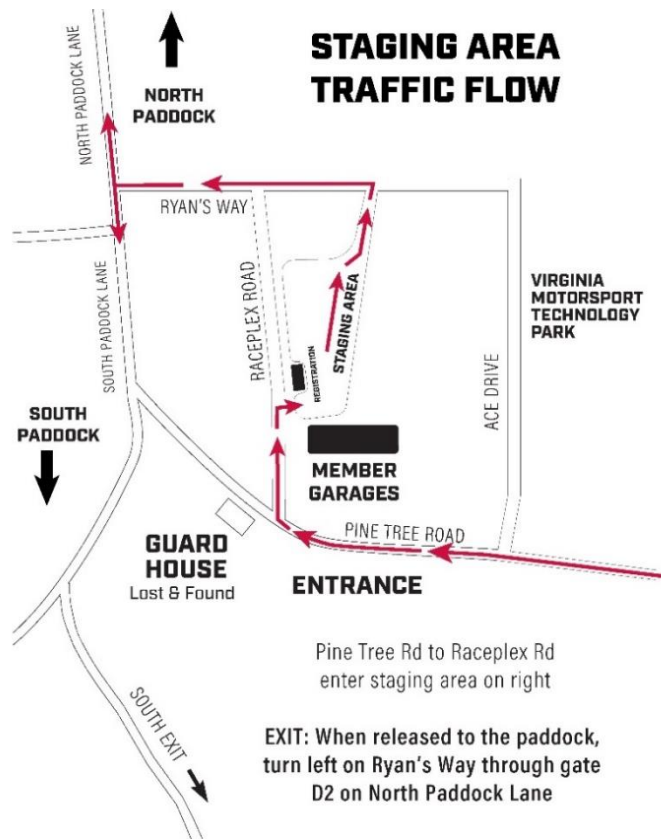 STAGING AREA
TRAFFIC FLOW
NORTH PADDOCK LANE
NORTH
PADDOCK
RYAN'S WAY
RACEPLEX ROAD
STAGING AREA
REGISTRATION
VIRGINIA
MOTORSPORT
TECHNOLOGY
PARK
ACE DRIVE
SOUTH PADDOCK LANE
SOUTH
PADDOCK
MEMBER
GARAGES
PINE TREE ROAD
GUARD
HOUSE
Lost & Found
ENTRANCE
SOUTH EXIT
Pine Tree Rd to Raceplex Rd
enter staging area on right
EXIT: When released to the paddock,
turn left on Ryan's Way through gate
D2 on North Paddock Lane